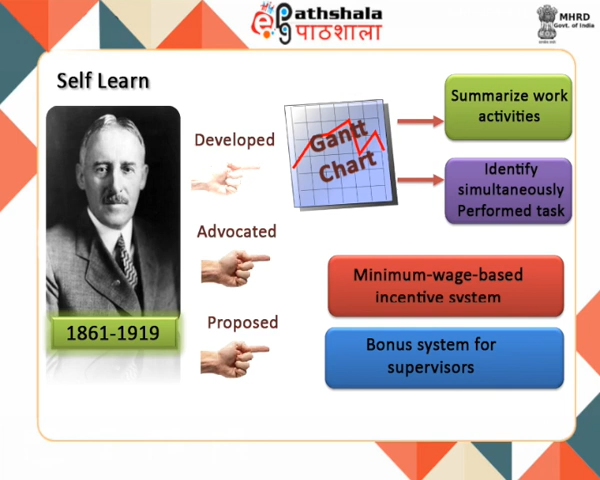 ePathshala
पाठशाला
MHRD
Govt. of India
Self Learn
Developed
Gantt
Chart
Summarize work
activities
Identify
simultaneously
Performed task
Advocated
Minimum-wage-based
incentive system
Proposed
Bonus system for
supervisors
1861-1919